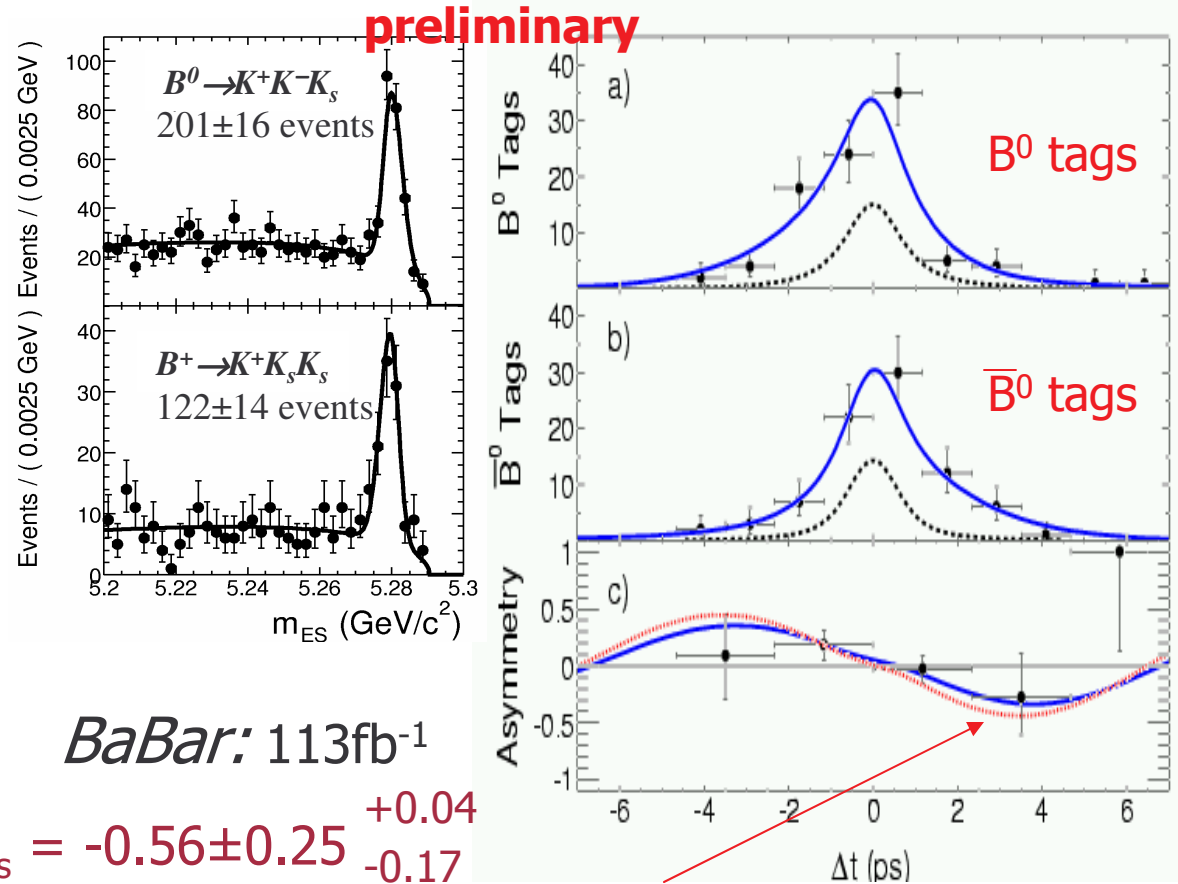 preliminary
Events / ( 0.0025 GeV )
100
80
60
40
20
B⁰→K⁺K⁻Kₛ
201±16 events
Events / ( 0.0025 GeV )
40
30
20
10
0
B⁺→K⁺KₛKₛ
122±14 events
5.2 5.22 5.24 5.26 5.28 5.3
m_ES (GeV/c²)
B⁰ Tags
40
30
20
10
a)
B⁰ tags
B̅⁰ Tags
40
30
20
10
b)
B̅⁰ tags
Asymmetry
1
0.5
0
-0.5
-1
c)
-6 -4 -2 0 2 4 6
Δt (ps)
BaBar: 113fb⁻¹
s = -0.56±0.25 +0.04
-0.17